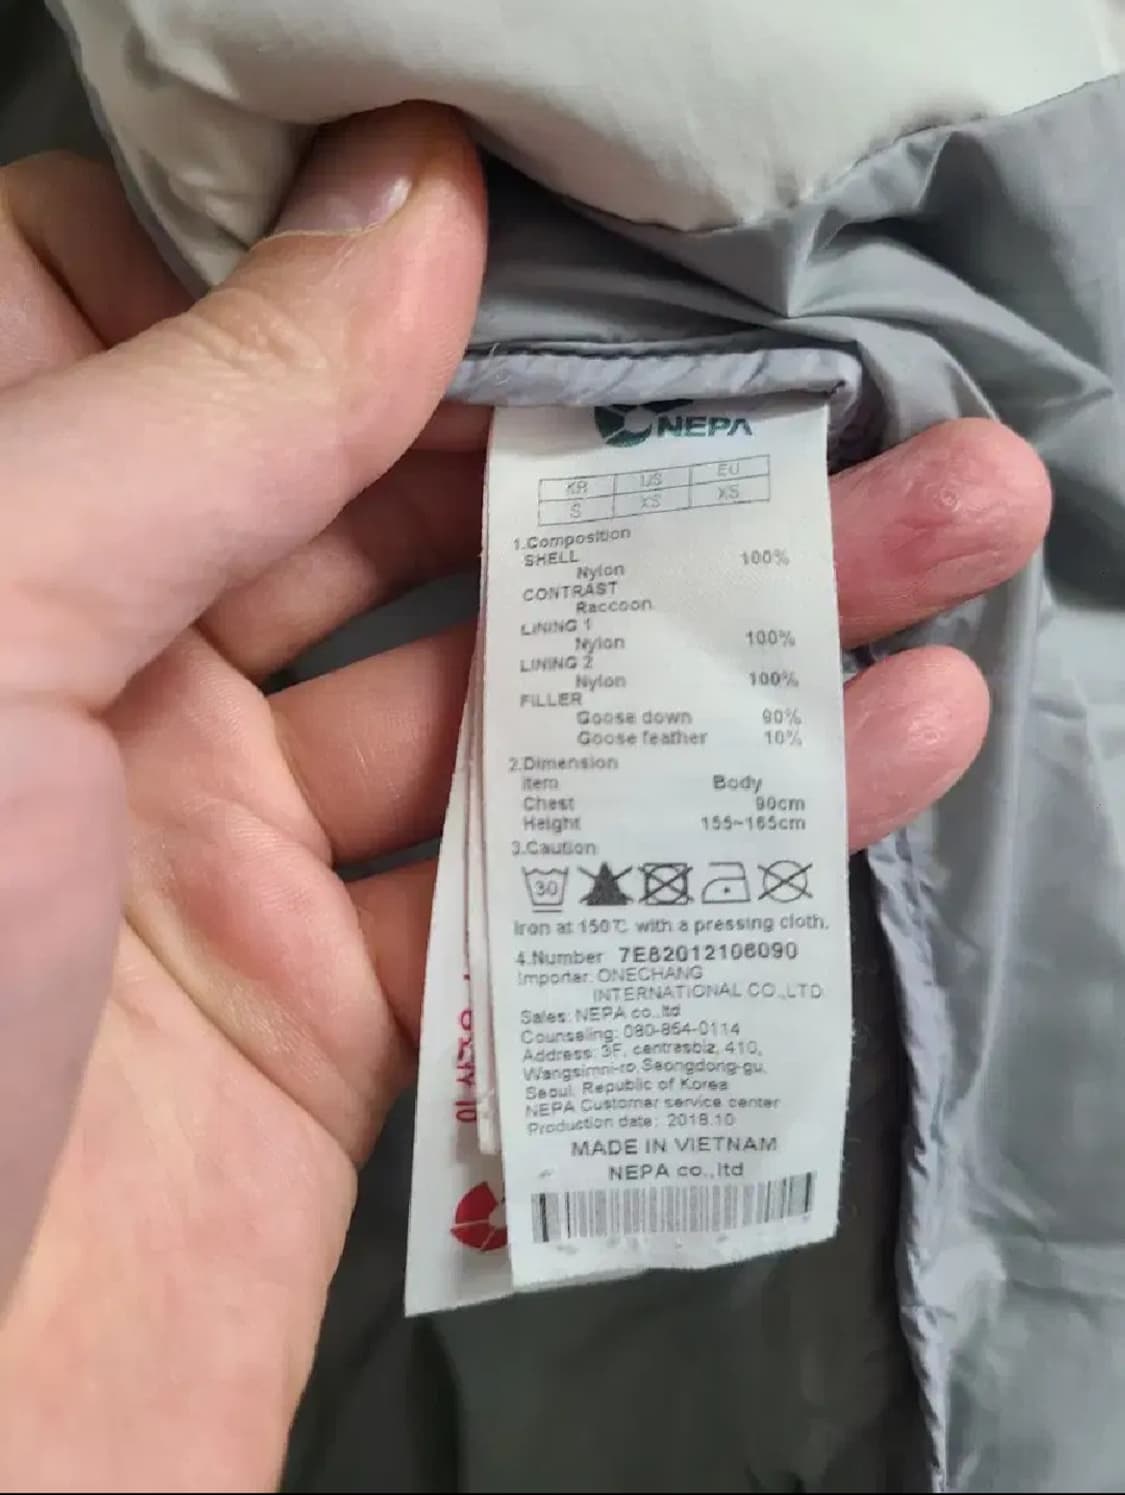 NEPA
KR US EU
S XS XS
1.Composition
SHELL
Nylon 100%
CONTRAST
Raccoon
LINING 1
Nylon 100%
LINING 2
Nylon 100%
FILLER
Goose down 90%
Goose feather 10%
2.Dimension
Item Body
Chest 90cm
Height 155~165cm
3.Caution
30
Iron at 150℃ with a pressing cloth.
4.Number 7E82012106090
Importer: ONECHANG
INTERNATIONAL CO.,LTD
Sales: NEPA co.,ltd
Counseling: 080-854-0114
Address: 3F, centrasbiz, 410,
Wangsimni-ro, Seongdong-gu,
Seoul, Republic of Korea
NEPA Customer service center
Production date: 2018.10
MADE IN VIETNAM
NEPA co.,ltd